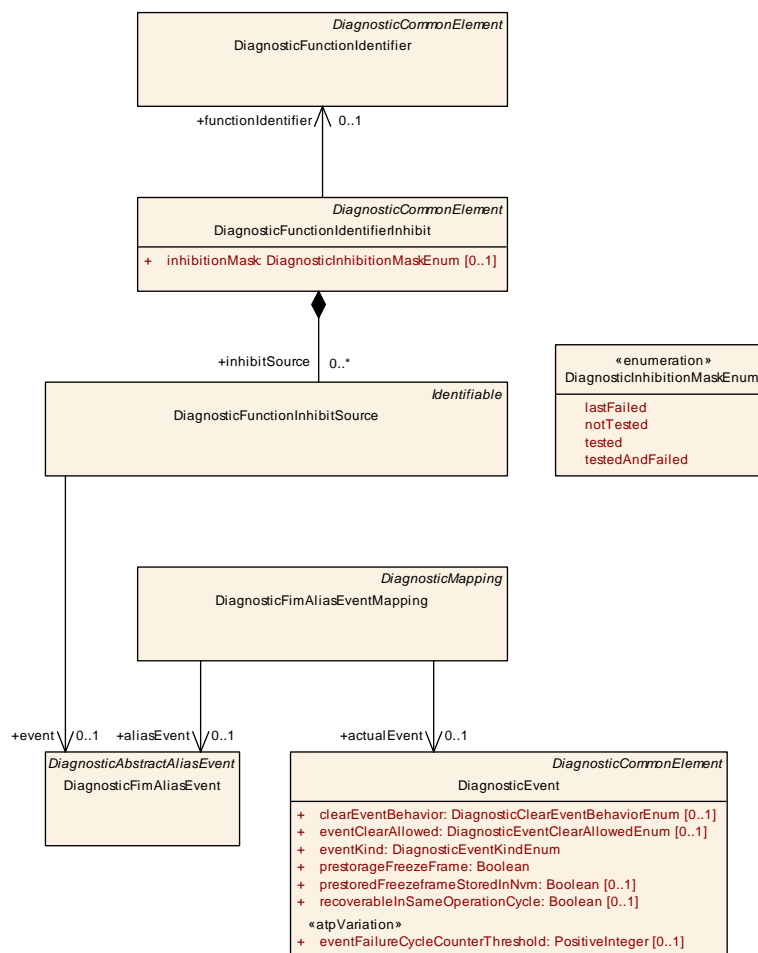 DiagnosticCommonElement
DiagnosticFunctionIdentifier
+functionIdentifier 0..1
DiagnosticCommonElement
DiagnosticFunctionIdentifierInhibit
+ inhibitionMask: DiagnosticInhibitionMaskEnum [0..1]
+inhibitSource 0..*
«enumeration»
DiagnosticInhibitionMaskEnum
lastFailed
notTested
tested
testedAndFailed
Identifiable
DiagnosticFunctionInhibitSource
DiagnosticMapping
DiagnosticFimAliasEventMapping
+event 0..1 +aliasEvent 0..1 +actualEvent 0..1
DiagnosticAbstractAliasEvent
DiagnosticFimAliasEvent
DiagnosticCommonElement
DiagnosticEvent
+ clearEventBehavior: DiagnosticClearEventBehaviorEnum [0..1]
+ eventClearAllowed: DiagnosticEventClearAllowedEnum [0..1]
+ eventKind: DiagnosticEventKindEnum
+ prestorageFreezeFrame: Boolean
+ prestoredFreezeframeStoredInNvm: Boolean [0..1]
+ recoverableInSameOperationCycle: Boolean [0..1]
«atpVariation»
+ eventFailureCycleCounterThreshold: PositiveInteger [0..1]